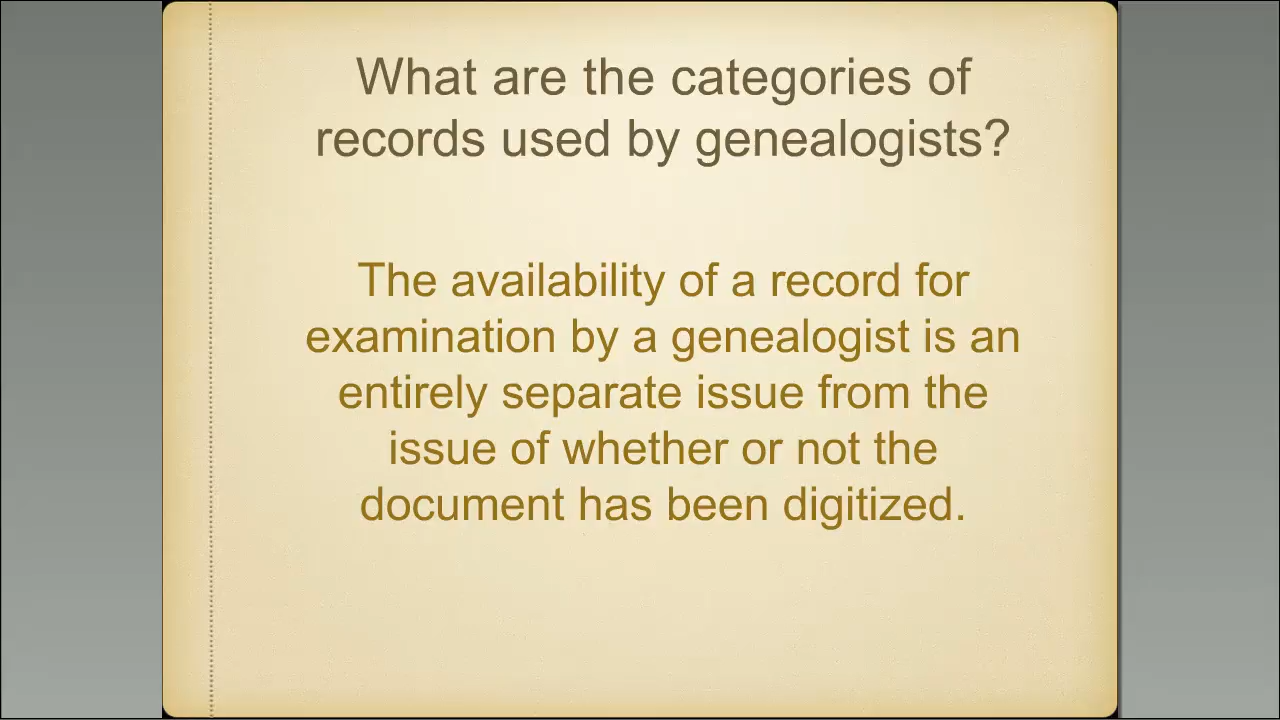 What are the categories of
records used by genealogists?
The availability of a record for
examination by a genealogist is an
entirely separate issue from the
issue of whether or not the
document has been digitized.